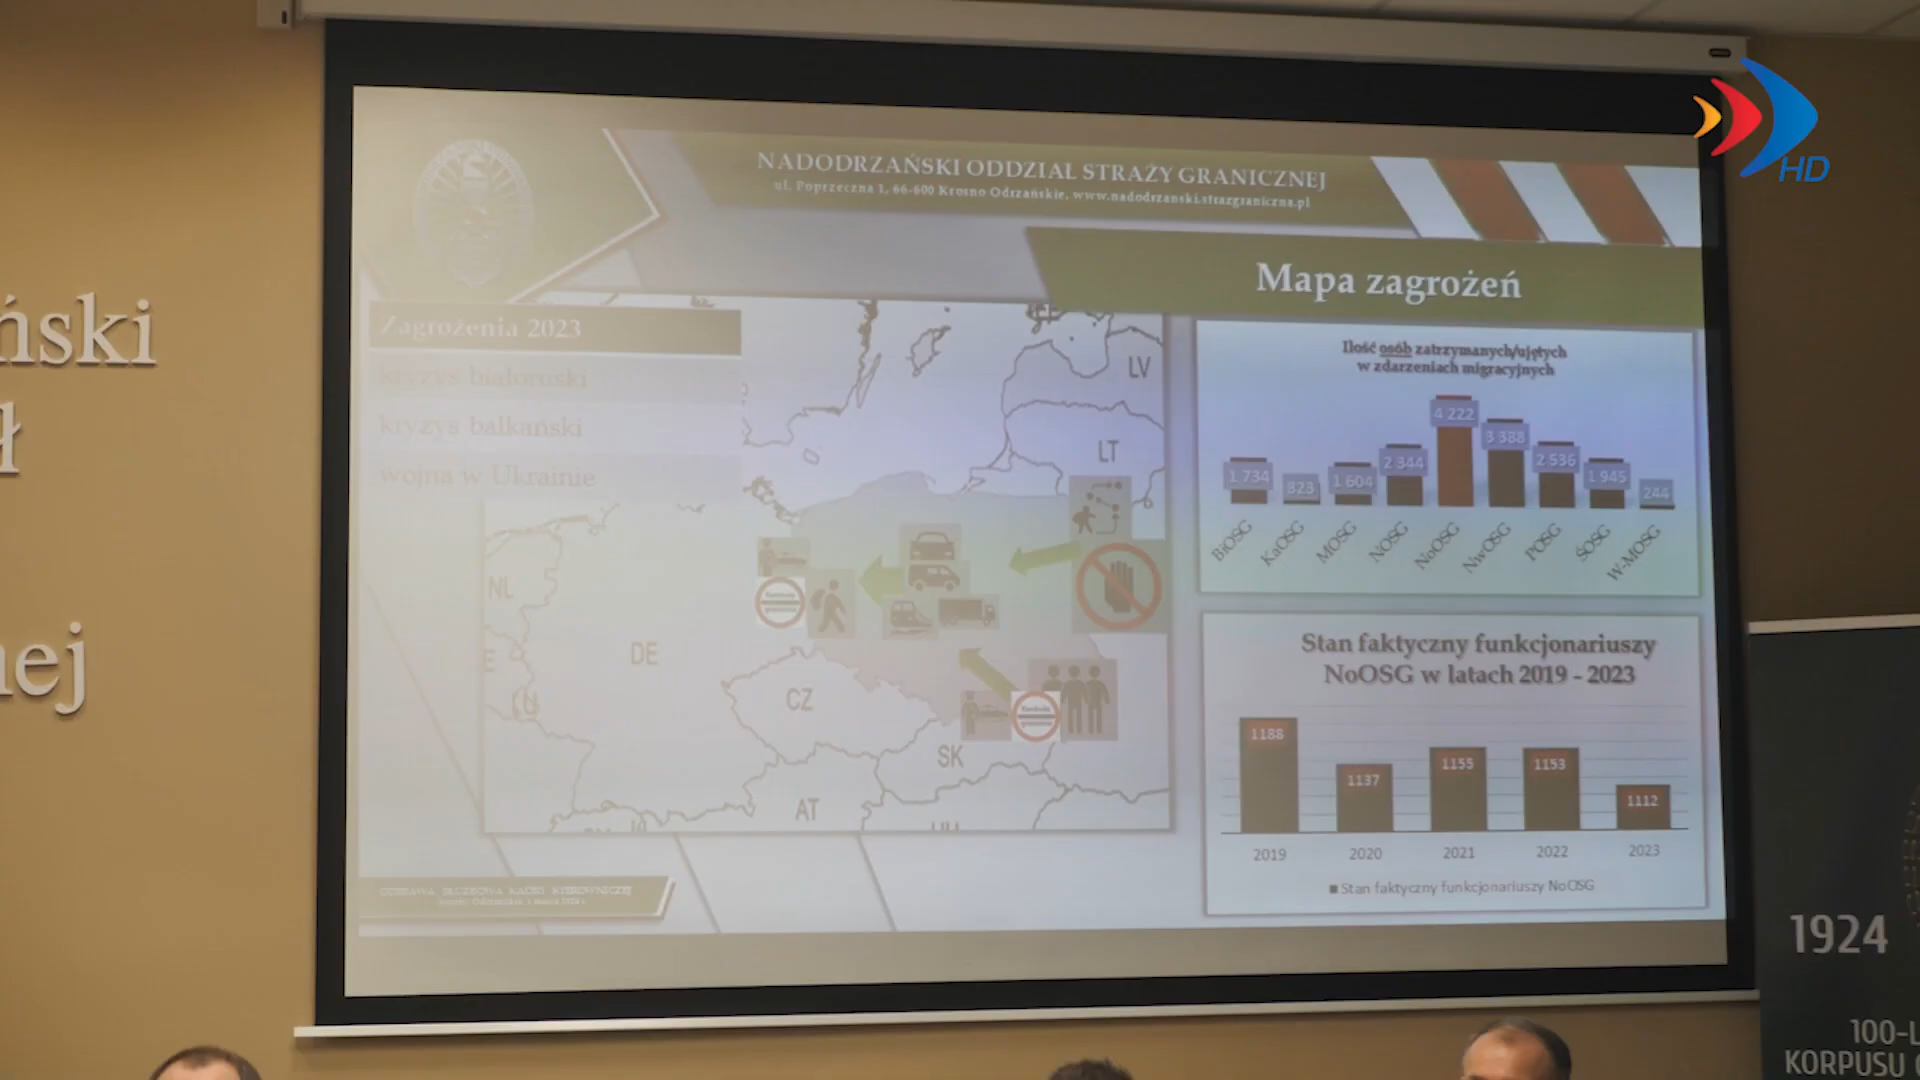 ński
ł
nej
HD
NADODRZAŃSKI ODDZIAŁ STRAŻY GRANICZNEJ
ul. Poprzeczna 1, 66-600 Krosno Odrzańskie, www.nadodrzanski.strazgraniczna.pl
Mapa zagrożeń
Zagrożenia 2023
kryzys białoruski
kryzys bałkański
wojna w Ukrainie
LV
LT
NL
DE
CZ
SK
AT
Ilość osób zatrzymanych/ujętych
w zdarzeniach migracyjnych
1 734
823
1 604
2 344
4 222
3 388
2 536
1 945
244
BiOSG
KaOSG
MOSG
NOSG
NoOSG
NwOSG
POSG
ŚOSG
W-MOSG
Stan faktyczny funkcjonariuszy
NoOSG w latach 2019 - 2023
1188
1137
1155
1153
1112
2019
2020
2021
2022
2023
Stan faktyczny funkcjonariuszy NoOSG
ODPRAWA SŁUŻBOWA KADRY KIEROWNICZEJ
1924
100-L
KORPUSU